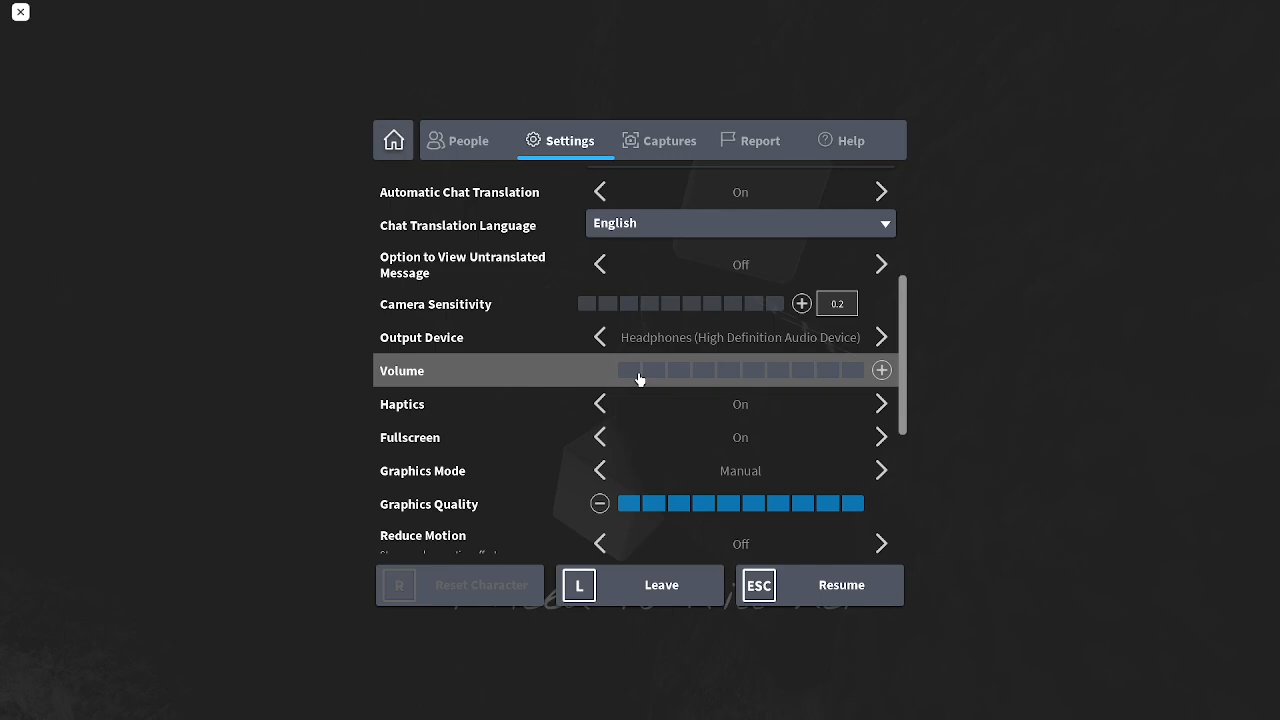 People
Settings
Captures
Report
Help
Automatic Chat Translation
On
Chat Translation Language
English
Option to View Untranslated
Message
Off
Camera Sensitivity
0.2
Output Device
Headphones (High Definition Audio Device)
Volume
Haptics
On
Fullscreen
On
Graphics Mode
Manual
Graphics Quality
Reduce Motion
Off
R
Reset Character
L
Leave
ESC
Resume